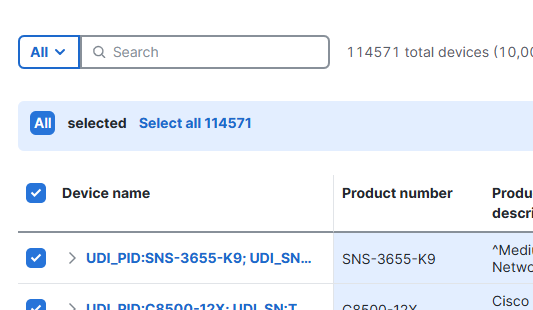 All Search 114571 total devices (10,00
All selected Select all 114571
Device name Product number Produ
descri
UDI_PID:SNS-3655-K9; UDI_SN... SNS-3655-K9 ^Mediu
Netwo
UDI_PID:C8500-12X; UDI_SN:T C8500-12X Cisco